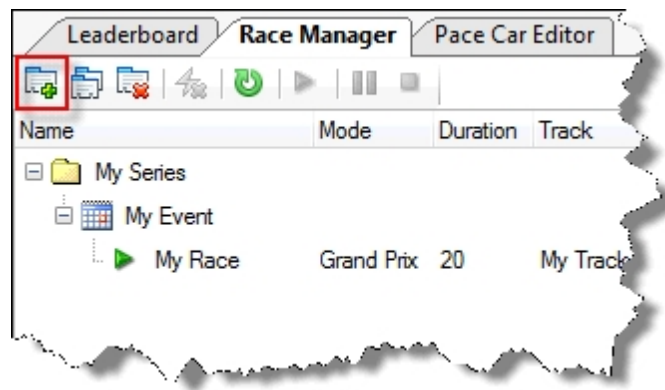 Leaderboard Race Manager Pace Car Editor
Name Mode Duration Track
My Series
My Event
My Race Grand Prix 20 My Track